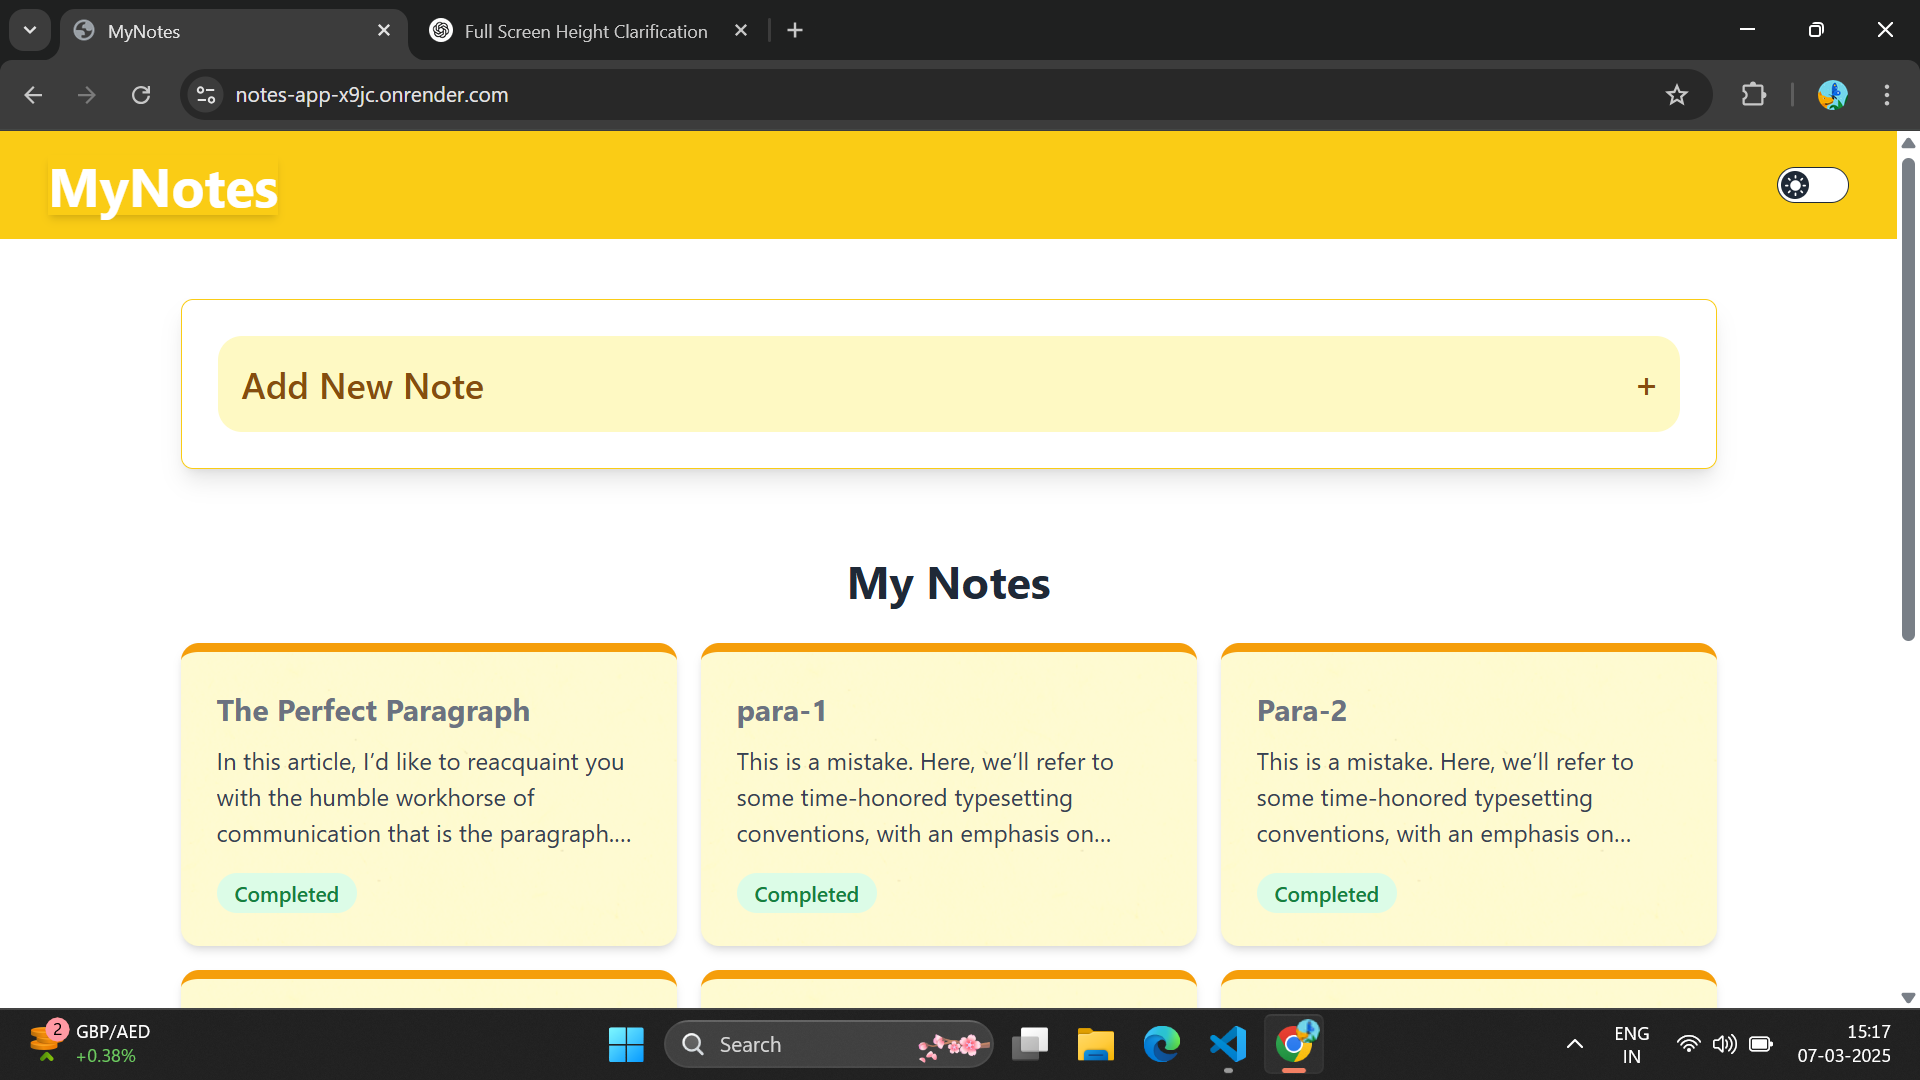 MyNotes
Full Screen Height Clarification
notes-app-x9jc.onrender.com
MyNotes
Add New Note
+
My Notes
The Perfect Paragraph
In this article, I’d like to reacquaint you
with the humble workhorse of
communication that is the paragraph....
Completed
para-1
This is a mistake. Here, we’ll refer to
some time-honored typesetting
conventions, with an emphasis on...
Completed
Para-2
This is a mistake. Here, we’ll refer to
some time-honored typesetting
conventions, with an emphasis on...
Completed
2
GBP/AED
+0.38%
Search
ENG
IN
15:17
07-03-2025